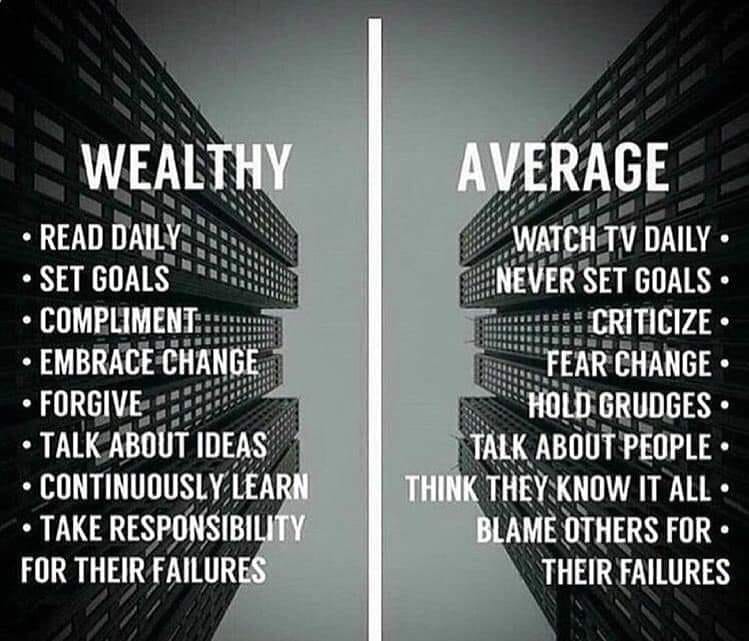 WEALTHY
• READ DAILY
• SET GOALS
• COMPLIMENT
• EMBRACE CHANGE
• FORGIVE
• TALK ABOUT IDEAS
• CONTINUOUSLY LEARN
• TAKE RESPONSIBILITY
FOR THEIR FAILURES
AVERAGE
WATCH TV DAILY •
NEVER SET GOALS •
CRITICIZE •
FEAR CHANGE •
HOLD GRUDGES •
TALK ABOUT PEOPLE •
THINK THEY KNOW IT ALL •
BLAME OTHERS FOR •
THEIR FAILURES